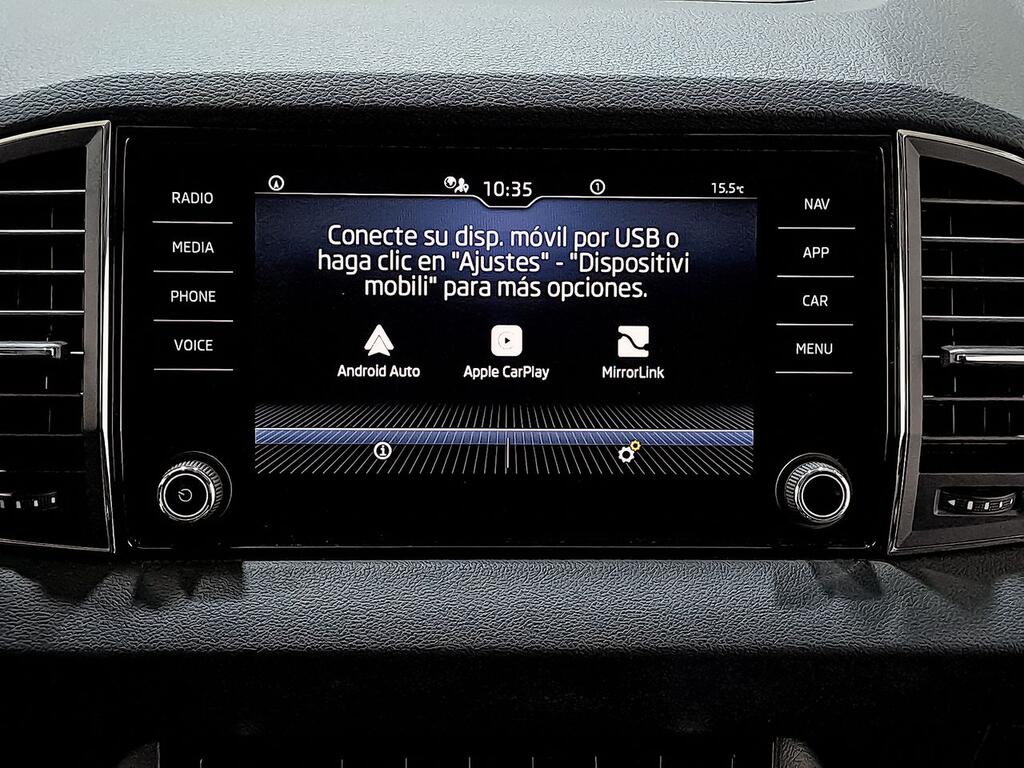 RADIO
MEDIA
PHONE
VOICE
10:35
1
15.5°C
Conecte su disp. móvil por USB o
haga clic en "Ajustes" - "Dispositivi
mobili" para más opciones.
Android Auto
Apple CarPlay
MirrorLink
i
NAV
APP
CAR
MENU